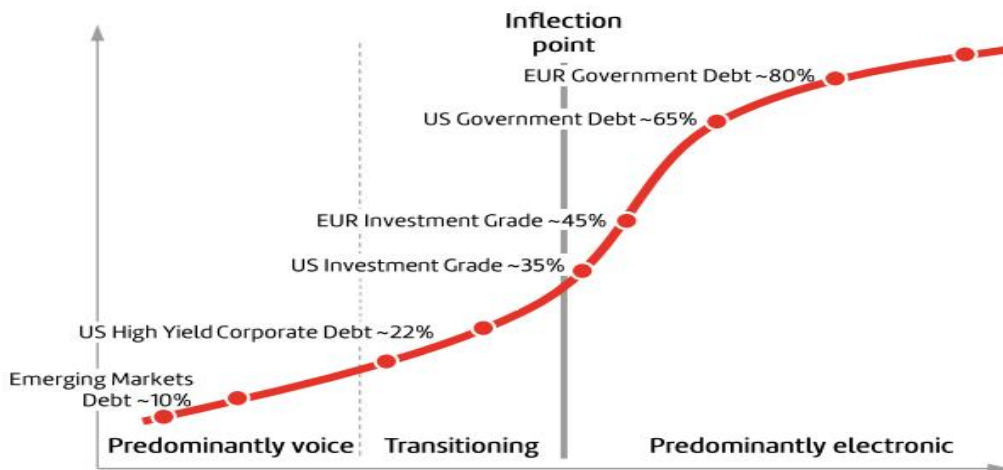 Inflection
point
EUR Government Debt ~80%
US Government Debt ~65%
EUR Investment Grade ~45%
US Investment Grade ~35%
US High Yield Corporate Debt ~22%
Emerging Markets
Debt ~10%
Predominantly voice
Transitioning
Predominantly electronic